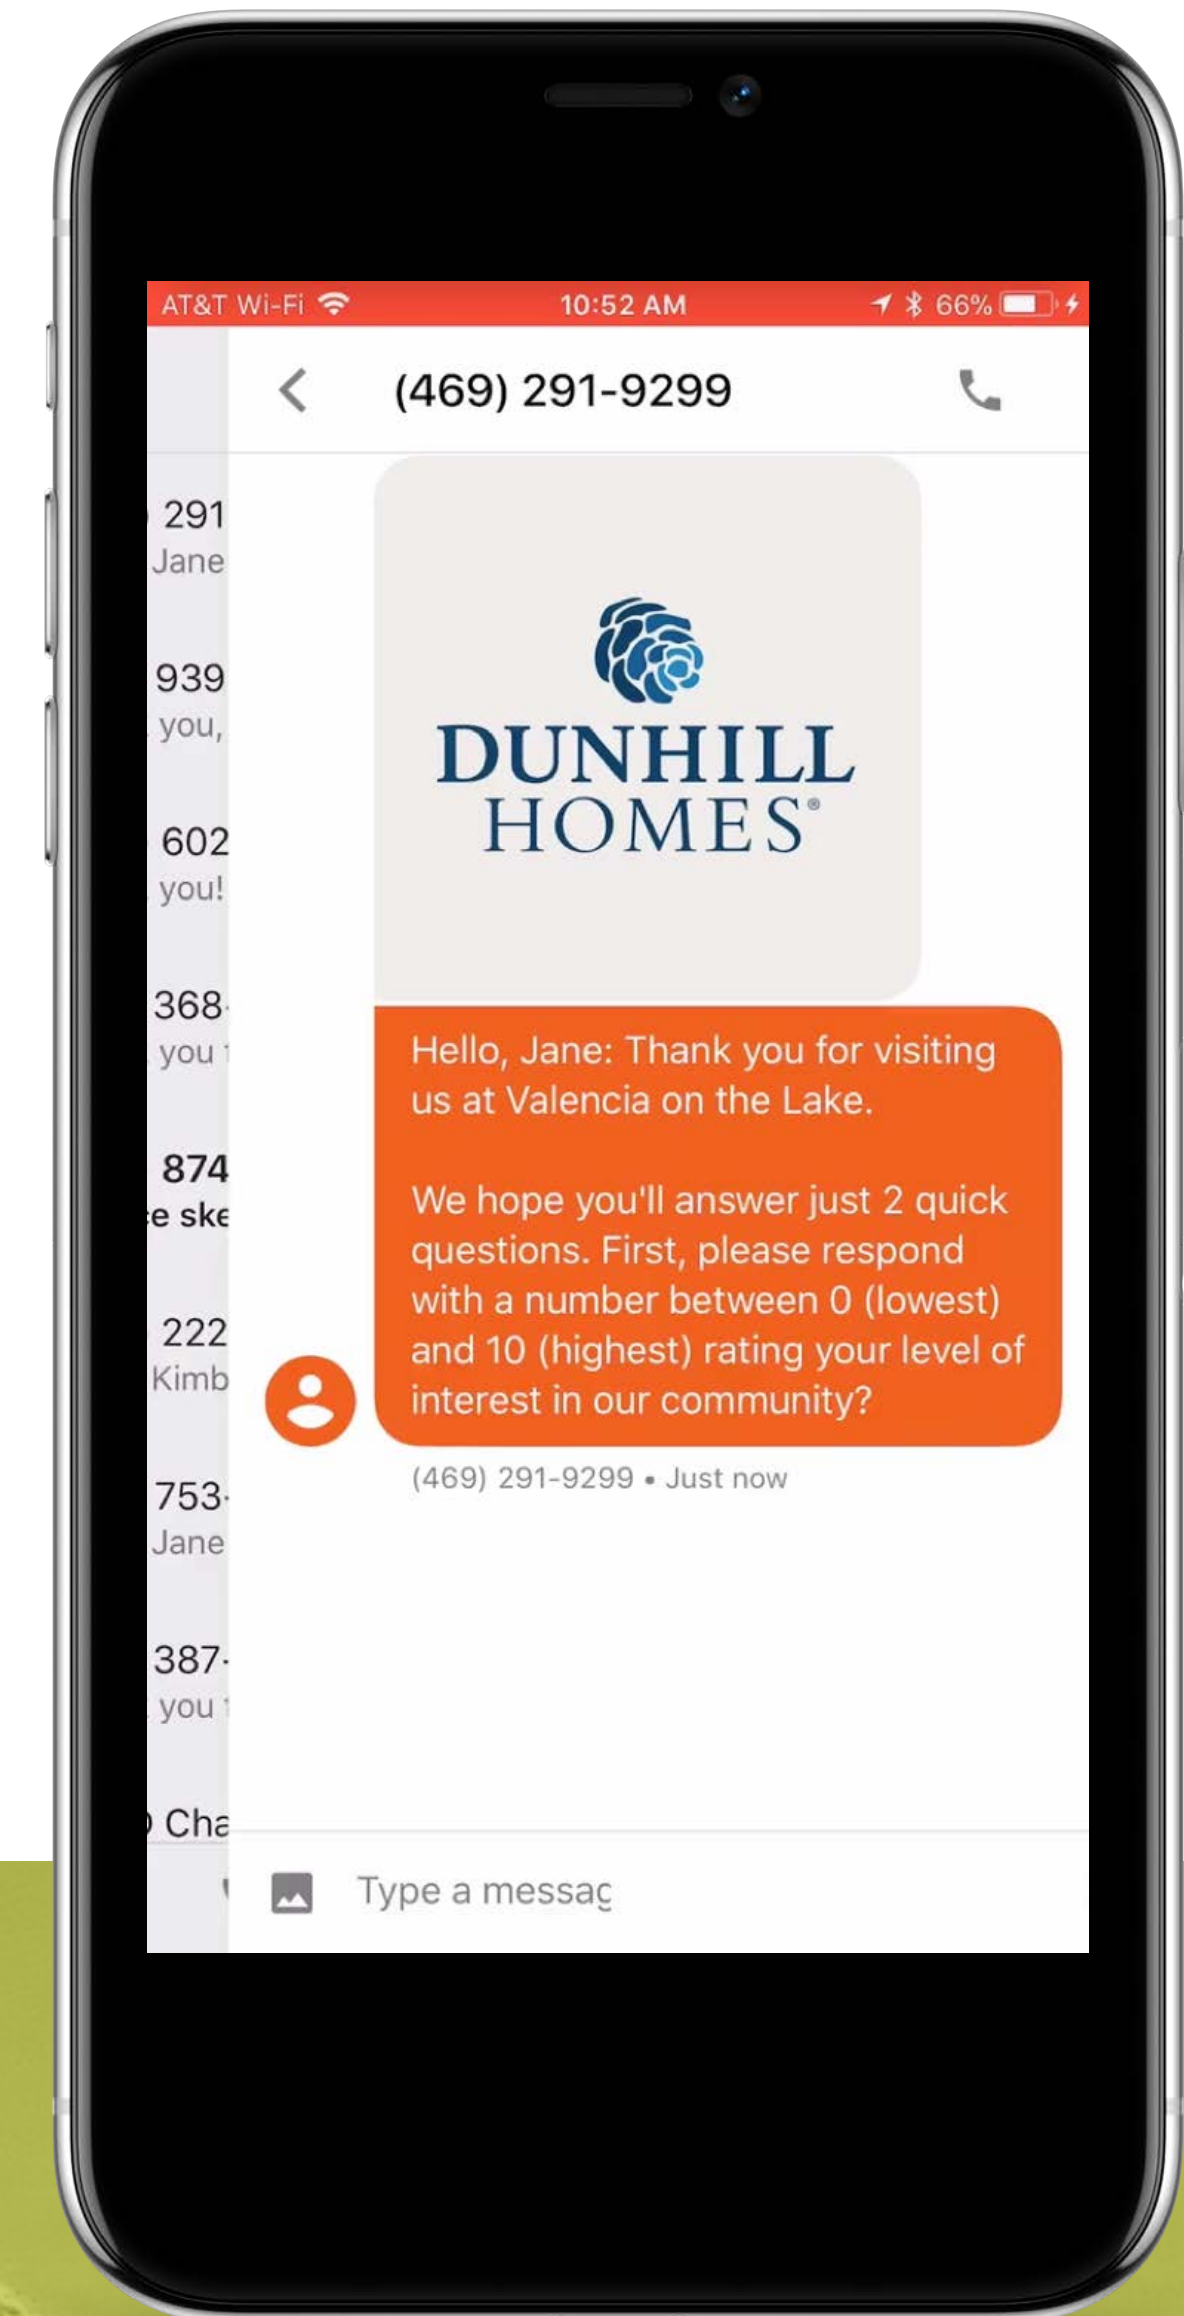 AT&T Wi-Fi 10:52 AM 66%
(469) 291-9299
291
Jane
939
you,
602
you!
368-
you
874
e ske
222
Kimb
753-
Jane
387-
you
Cha
DUNHILL
HOMES®
Hello, Jane: Thank you for visiting
us at Valencia on the Lake.
We hope you'll answer just 2 quick
questions. First, please respond
with a number between 0 (lowest)
and 10 (highest) rating your level of
interest in our community?
(469) 291-9299 • Just now
Type a messag